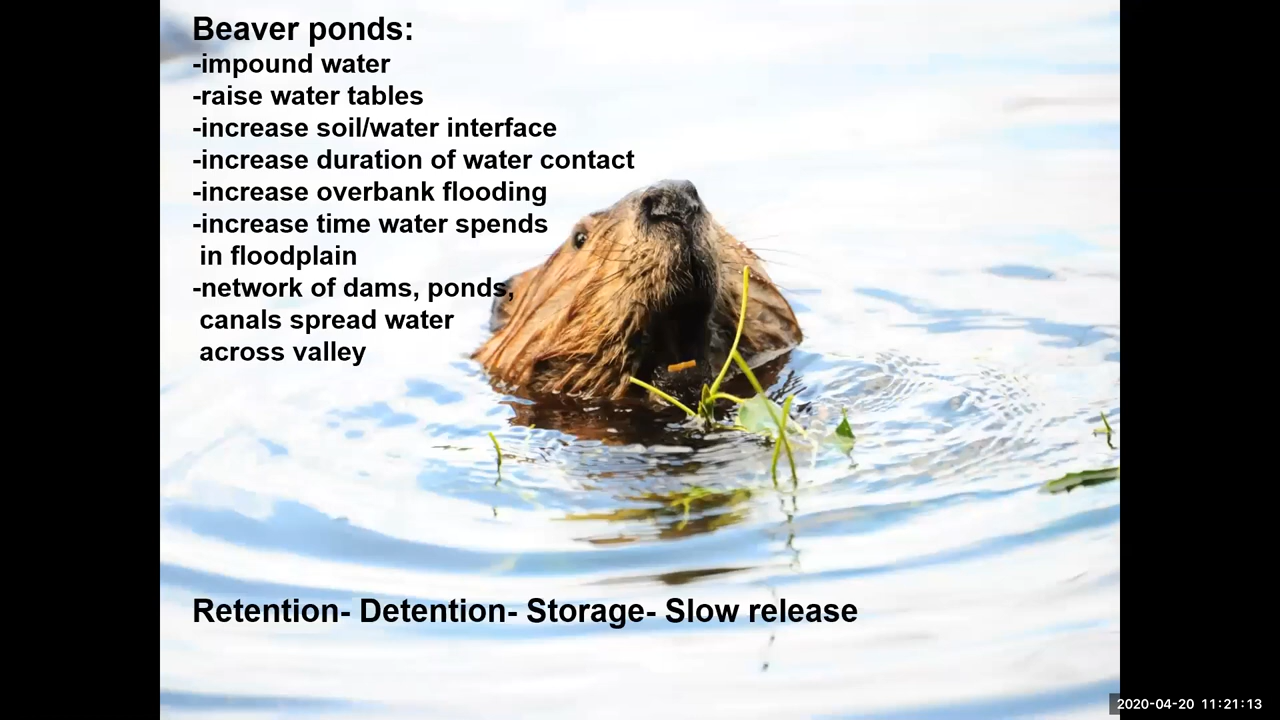 Beaver ponds:
-impound water
-raise water tables
-increase soil/water interface
-increase duration of water contact
-increase overbank flooding
-increase time water spends
in floodplain
-network of dams, ponds,
canals spread water
across valley
Retention- Detention- Storage- Slow release
2020-04-20 11:21:13